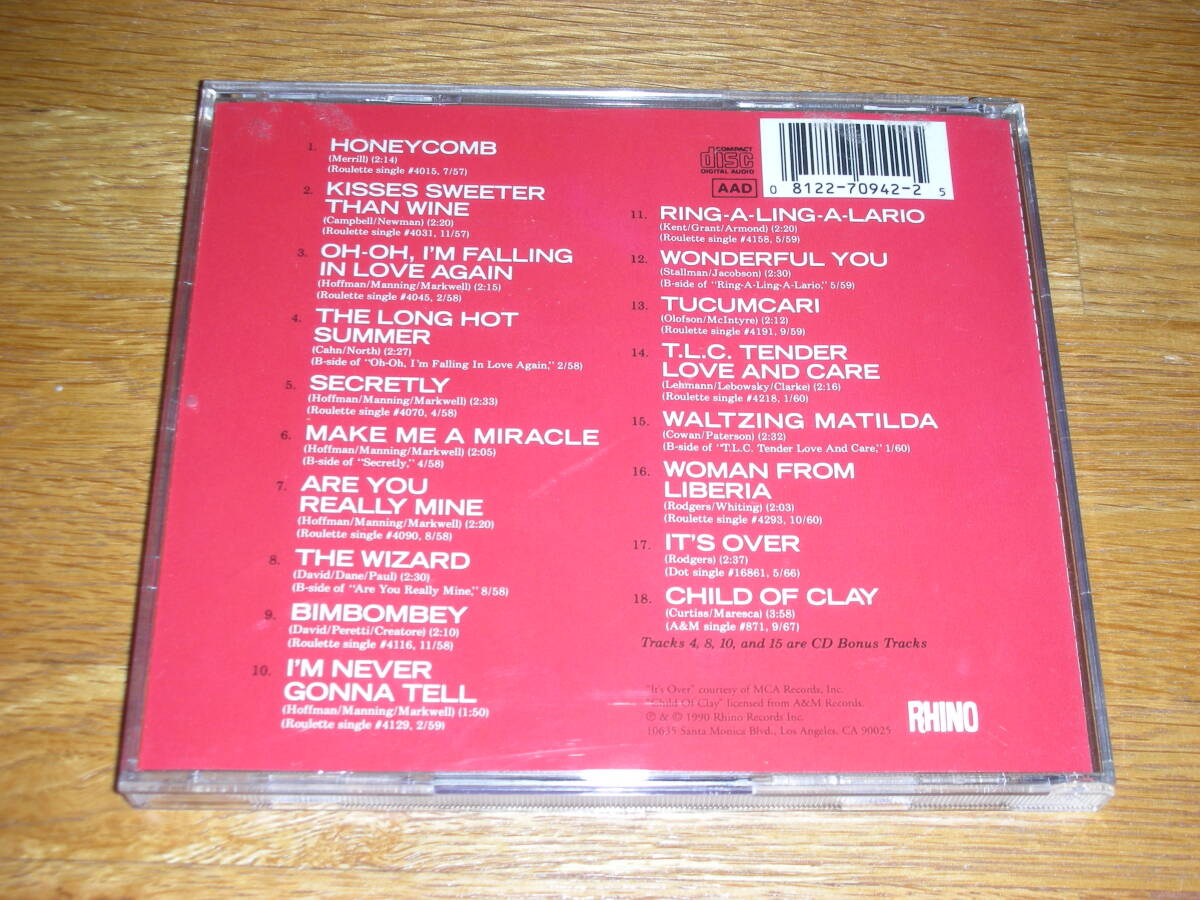 1. HONEYCOMB
(Merrill) (2:14)
(Roulette single #4015, 7/57)
2. KISSES SWEETER
THAN WINE
(Campbell/Newman) (2:20)
(Roulette single #4031, 11/57)
3. OH-OH, I'M FALLING
IN LOVE AGAIN
(Hoffman/Manning/Markwell) (2:15)
(Roulette single #4045, 2/58)
4. THE LONG HOT
SUMMER
(Cahn/North) (2:27)
(B-side of "Oh-Oh, I'm Falling In Love Again," 2/58)
5. SECRETLY
(Hoffman/Manning/Markwell) (2:33)
(Roulette single #4070, 4/58)
6. MAKE ME A MIRACLE
(Hoffman/Manning/Markwell) (2:05)
(B-side of "Secretly," 4/58)
7. ARE YOU
REALLY MINE
(Hoffman/Manning/Markwell) (2:20)
(Roulette single #4090, 8/58)
8. THE WIZARD
(David/Dane/Paul) (2:30)
(B-side of "Are You Really Mine," 8/58)
9. BIMBOMBEY
(David/Peretti/Creatore) (2:10)
(Roulette single #4116, 11/58)
10. I'M NEVER
GONNA TELL
(Hoffman/Manning/Markwell) (1:50)
(Roulette single #4129, 2/59)
COMPACT
disc
DIGITAL AUDIO
AAD
0 81227-0942-2 5
11. RING-A-LING-A-LARIO
(Kent/Grant/Armond) (2:20)
(Roulette single #4158, 5/59)
12. WONDERFUL YOU
(Stallman/Jacobson) (2:30)
(B-side of "Ring-A-Ling-A-Lario," 5/59)
13. TUCUMCARI
(Olofson/McIntyre) (2:12)
(Roulette single #4191, 9/59)
14. T.L.C. TENDER
LOVE AND CARE
(Lehmann/Lebowsky/Clarke) (2:16)
(Roulette single #4218, 1/60)
15. WALTZING MATILDA
(Cowan/Paterson) (2:32)
(B-side of "T.L.C. Tender Love And Care," 1/60)
16. WOMAN FROM
LIBERIA
(Rodgers/Whiting) (2:03)
(Roulette single #4293, 10/60)
17. IT'S OVER
(Rodgers) (2:37)
(Dot single #16861, 5/66)
18. CHILD OF CLAY
(Curtiss/Maresca) (3:58)
(A&M single #871, 9/67)
Tracks 4, 8, 10, and 15 are CD Bonus Tracks
"It's Over" courtesy of MCA Records, Inc.
"Child Of Clay" licensed from A&M Records.
℗ & © 1990 Rhino Records Inc.
10635 Santa Monica Blvd., Los Angeles, CA 90025
RHINO